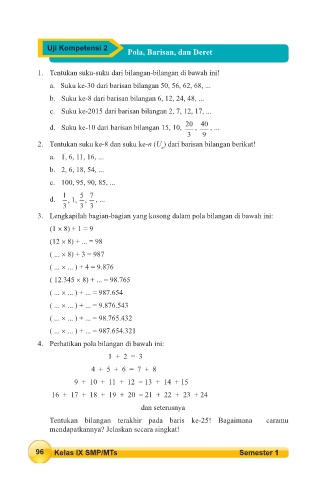 Uji Kompetensi 2
Pola, Barisan, dan Deret
1. Tentukan suku-suku dari bilangan-bilangan di bawah ini!
a. Suku ke-30 dari barisan bilangan 50, 56, 62, 68, ...
b. Suku ke-8 dari barisan bilangan 6, 12, 24, 48, ...
c. Suku ke-2015 dari barisan bilangan 2, 7, 12, 17, ...
d. Suku ke-10 dari barisan bilangan 15, 10, 20/3, 40/9, ...
2. Tentukan suku ke-8 dan suku ke-n (Uₙ) dari barisan bilangan berikut!
a. 1, 6, 11, 16, ...
b. 2, 6, 18, 54, ...
c. 100, 95, 90, 85, ...
d. 1/3, 1, 5/3, 7/3, ...
3. Lengkapilah bagian-bagian yang kosong dalam pola bilangan di bawah ini:
(1 × 8) + 1 = 9
(12 × 8) + ... = 98
( ... × 8) + 3 = 987
( ... × ... ) + 4 = 9.876
( 12.345 × 8) + ... = 98.765
( ... × ... ) + ... = 987.654
( ... × ... ) + ... = 9.876.543
( ... × ... ) + ... = 98.765.432
( ... × ... ) + ... = 987.654.321
4. Perhatikan pola bilangan di bawah ini:
1 + 2 = 3
4 + 5 + 6 = 7 + 8
9 + 10 + 11 + 12 = 13 + 14 + 15
16 + 17 + 18 + 19 + 20 = 21 + 22 + 23 + 24
dan seterusnya
Tentukan bilangan terakhir pada baris ke-25! Bagaimana caramu
mendapatkannya? Jelaskan secara singkat!
96 Kelas IX SMP/MTs Semester 1